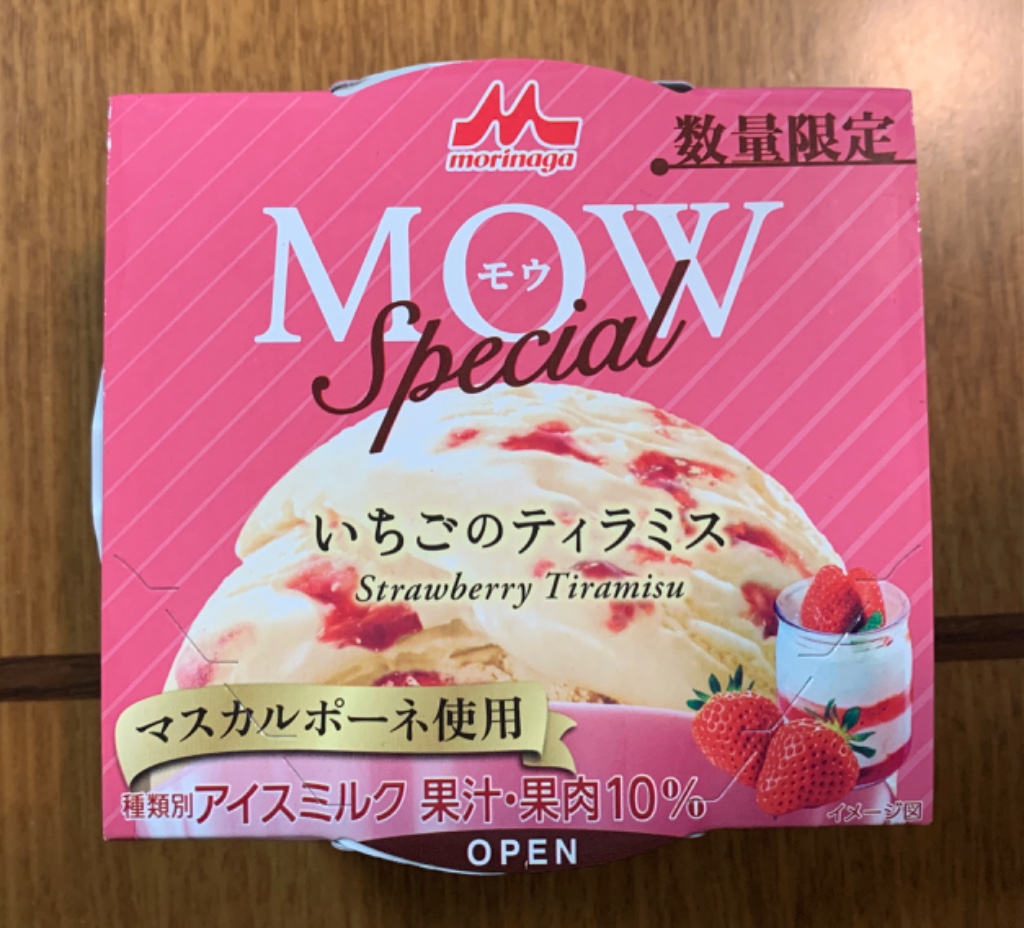 morinaga
数量限定
MOW
モウ
Special
いちごのティラミス
Strawberry Tiramisu
マスカルポーネ使用
種類別アイスミルク 果汁・果肉10%
イメージ図
OPEN